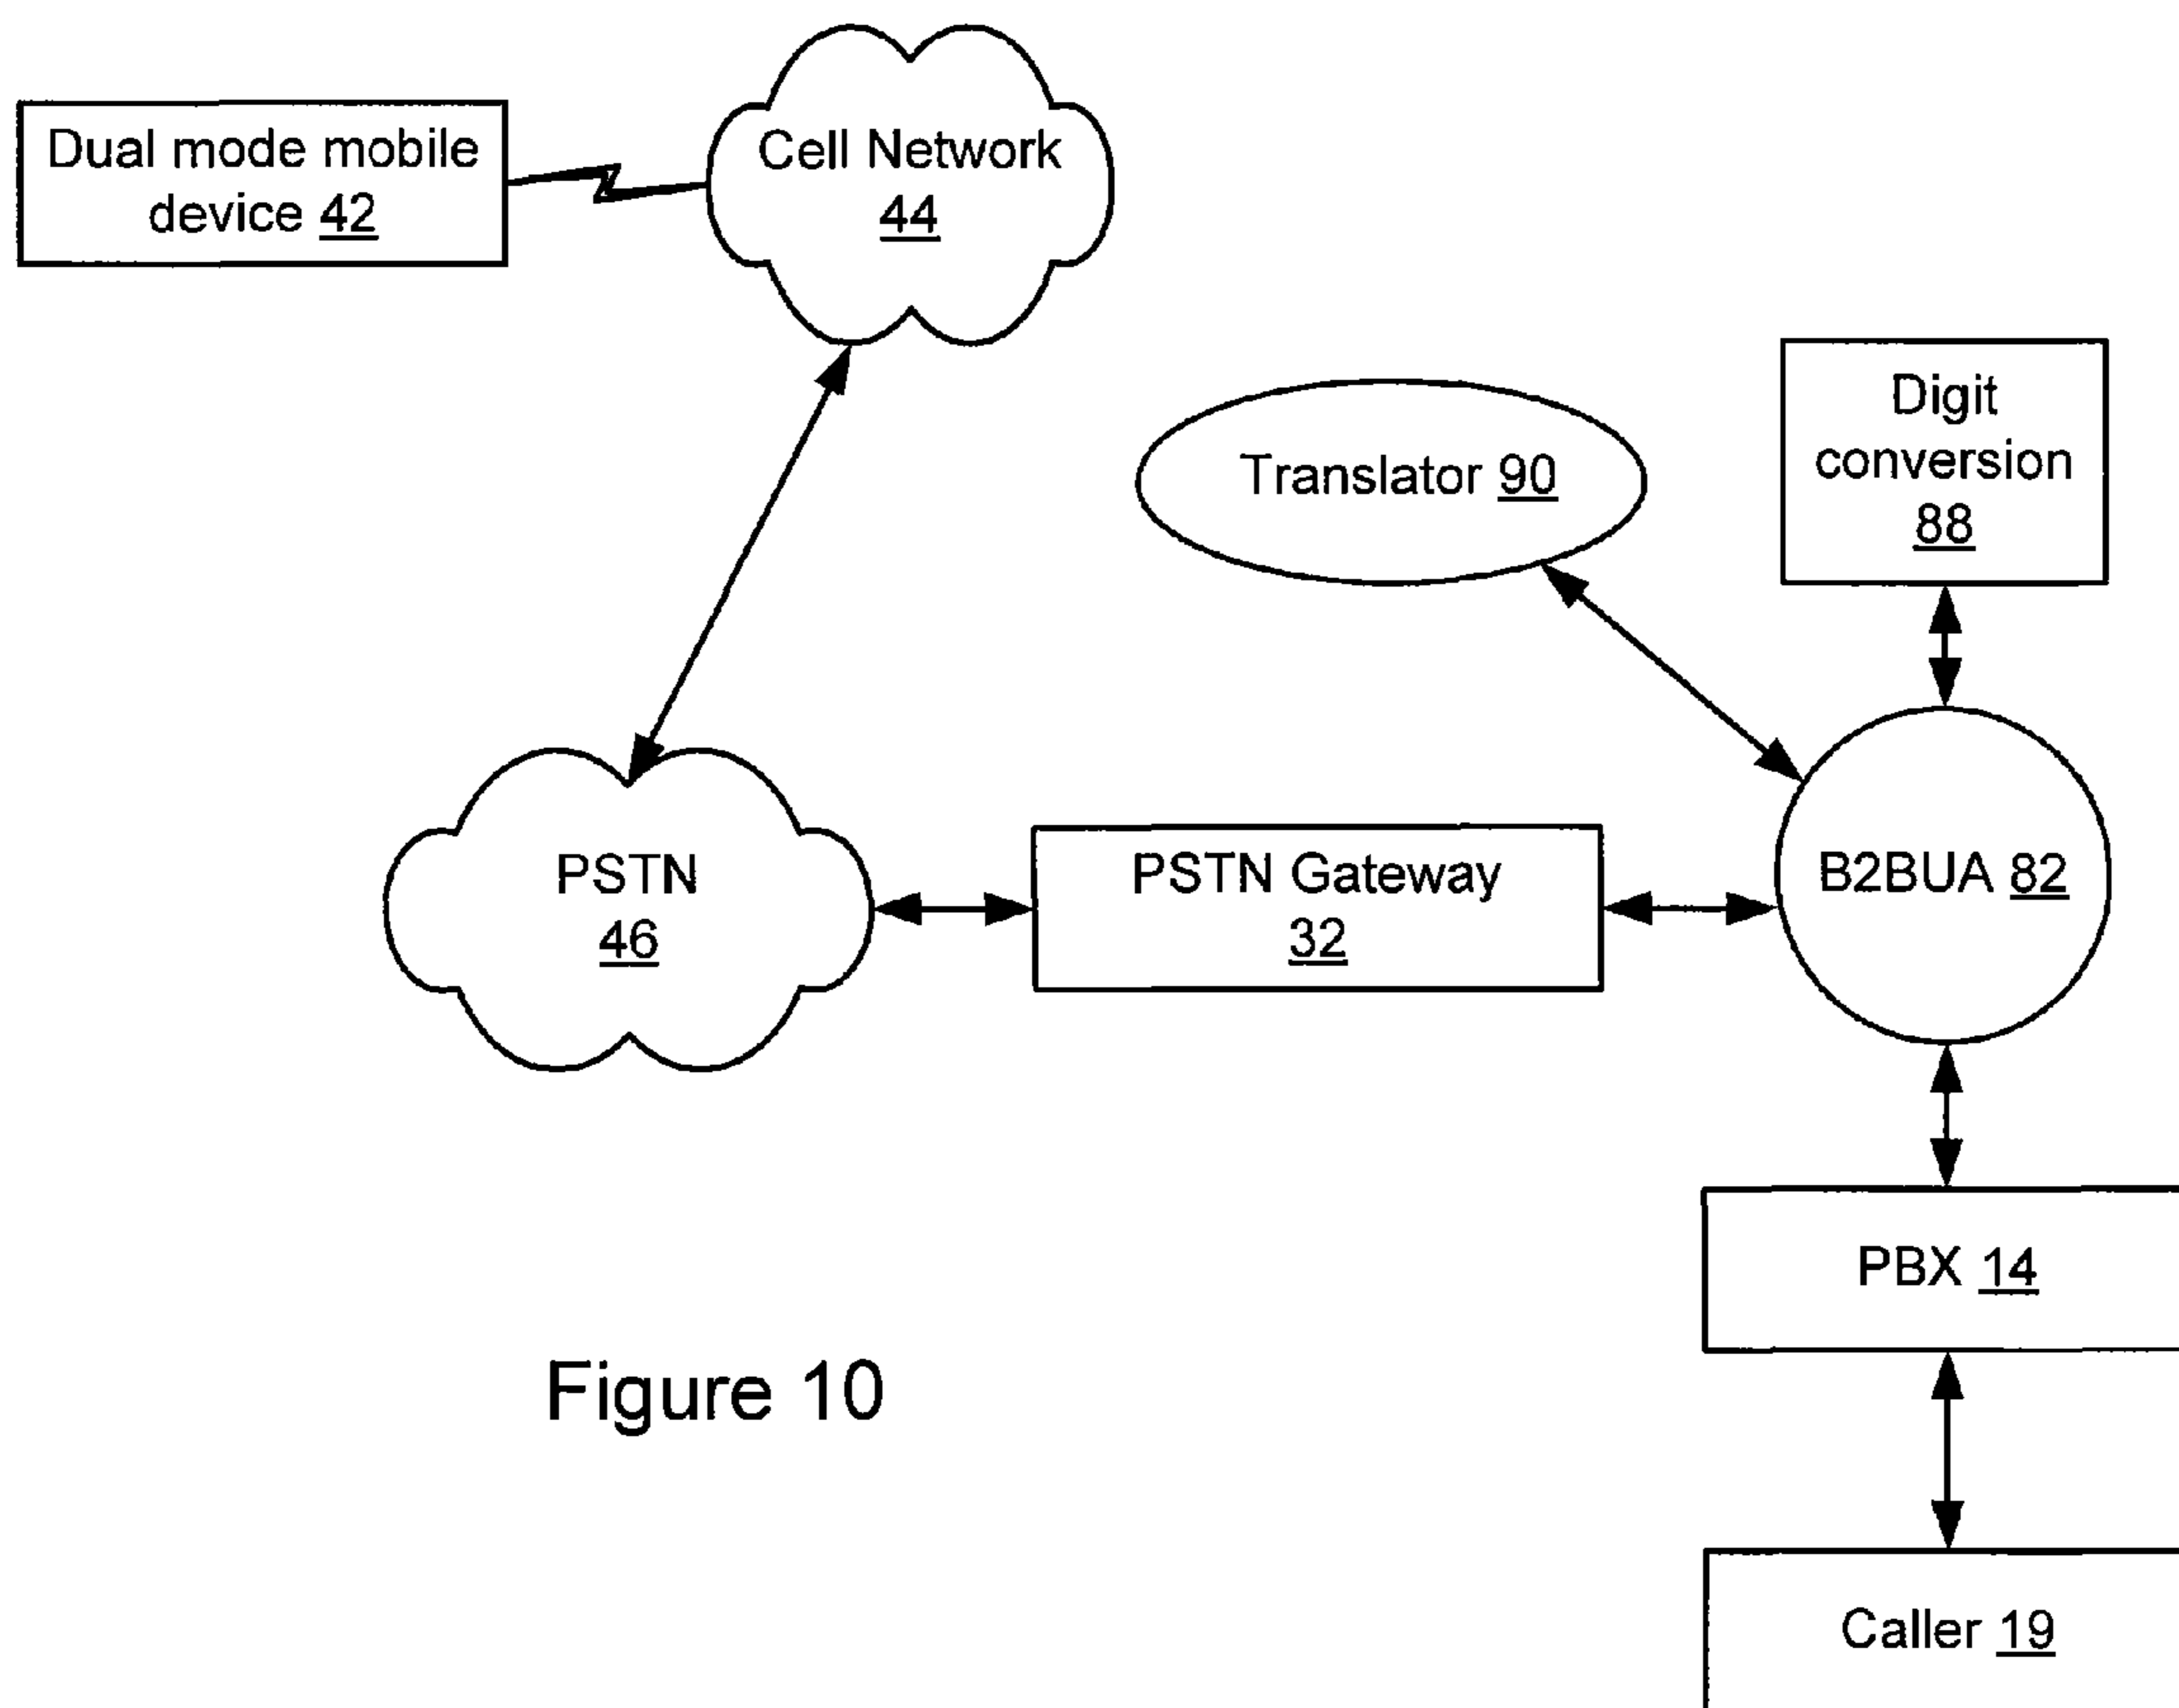 Dual mode mobile
device 42
Cell Network
44
Translator 90
Digit
conversion
88
PSTN
46
PSTN Gateway
32
B2BUA 82
PBX 14
Figure 10
Caller 19